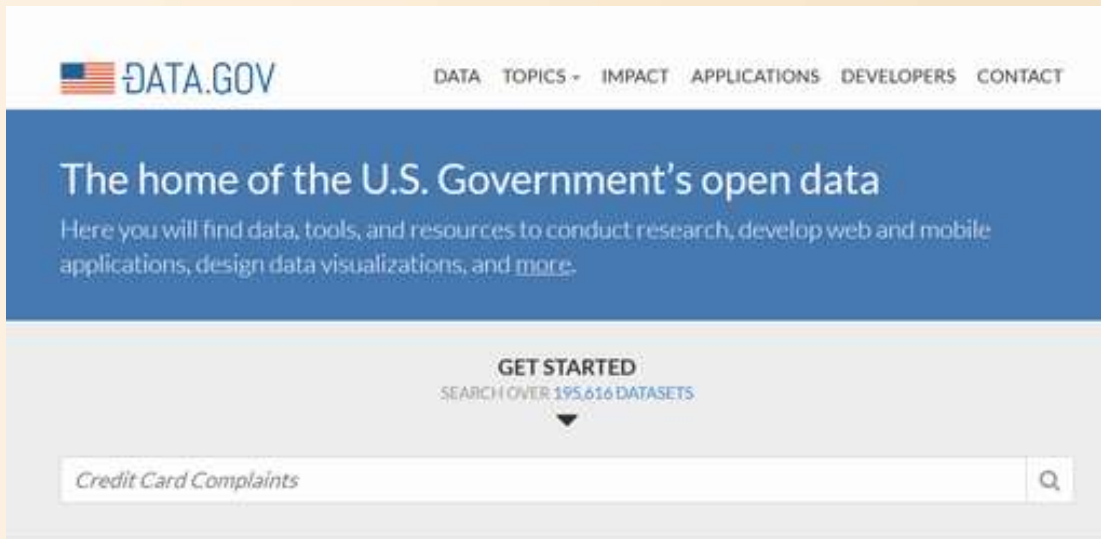 DATA.GOV
DATA TOPICS IMPACT APPLICATIONS DEVELOPERS CONTACT
The home of the U.S. Government's open data
Here you will find data, tools, and resources to conduct research, develop web and mobile
applications, design data visualizations, and more.
GET STARTED
SEARCH OVER 195,616 DATASETS
Credit Card Complaints